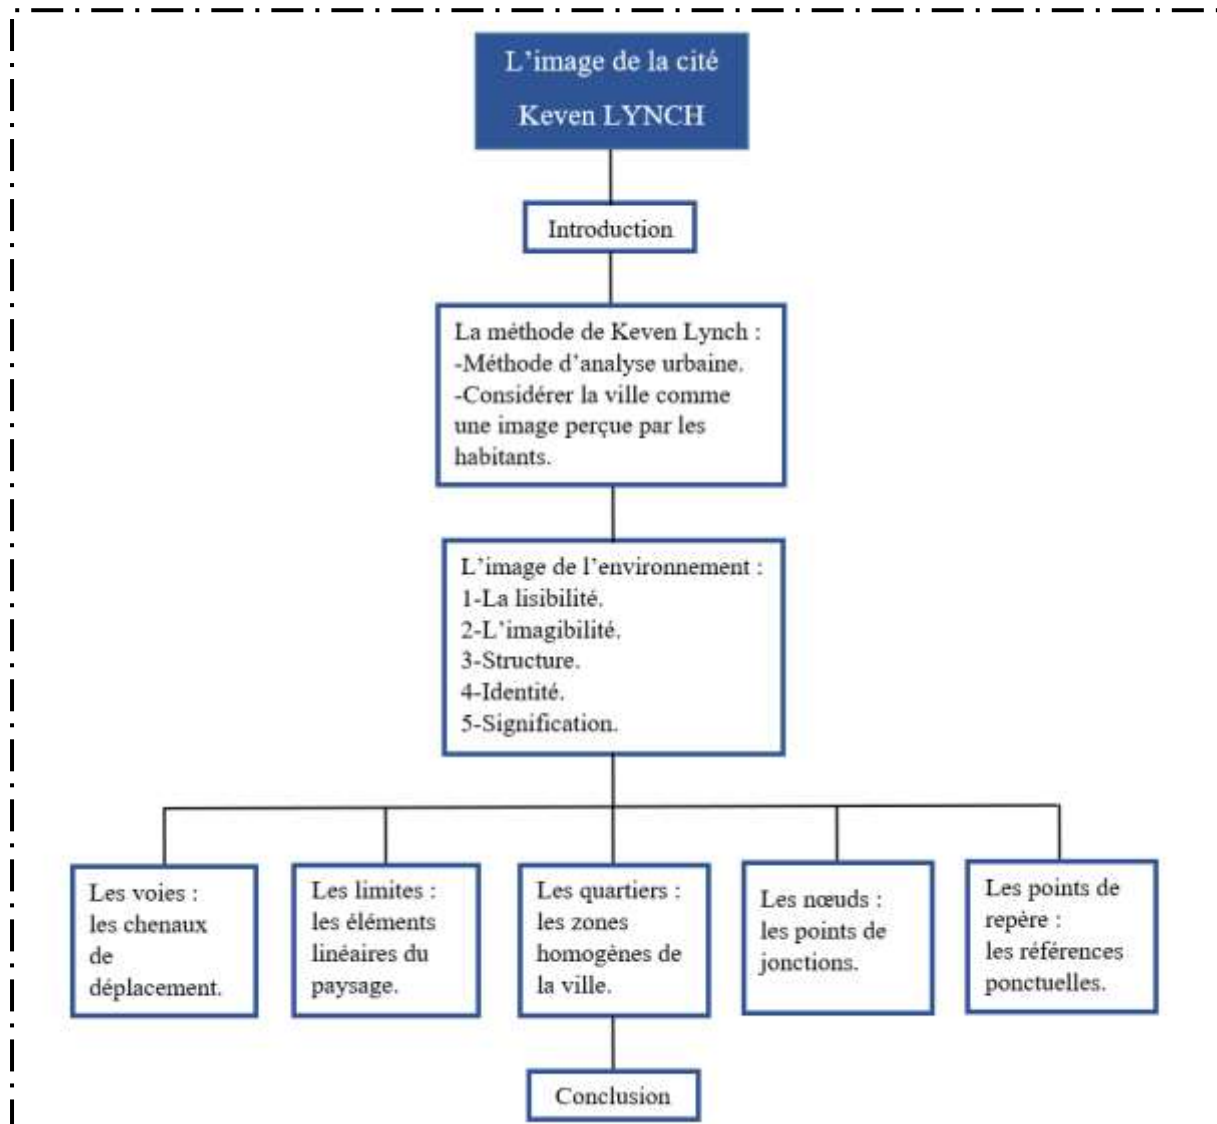 L’image de la cité
Keven LYNCH
Introduction
La méthode de Keven Lynch :
-Méthode d’analyse urbaine.
-Considérer la ville comme
une image perçue par les
habitants.
L’image de l’environnement :
1-La lisibilité.
2-L’imagibilité.
3-Structure.
4-Identité.
5-Signification.
Les voies :
les chenaux
de
déplacement.
Les limites :
les éléments
linéaires du
paysage.
Les quartiers :
les zones
homogènes de
la ville.
Les nœuds :
les points de
jonctions.
Les points de
repère :
les références
ponctuelles.
Conclusion